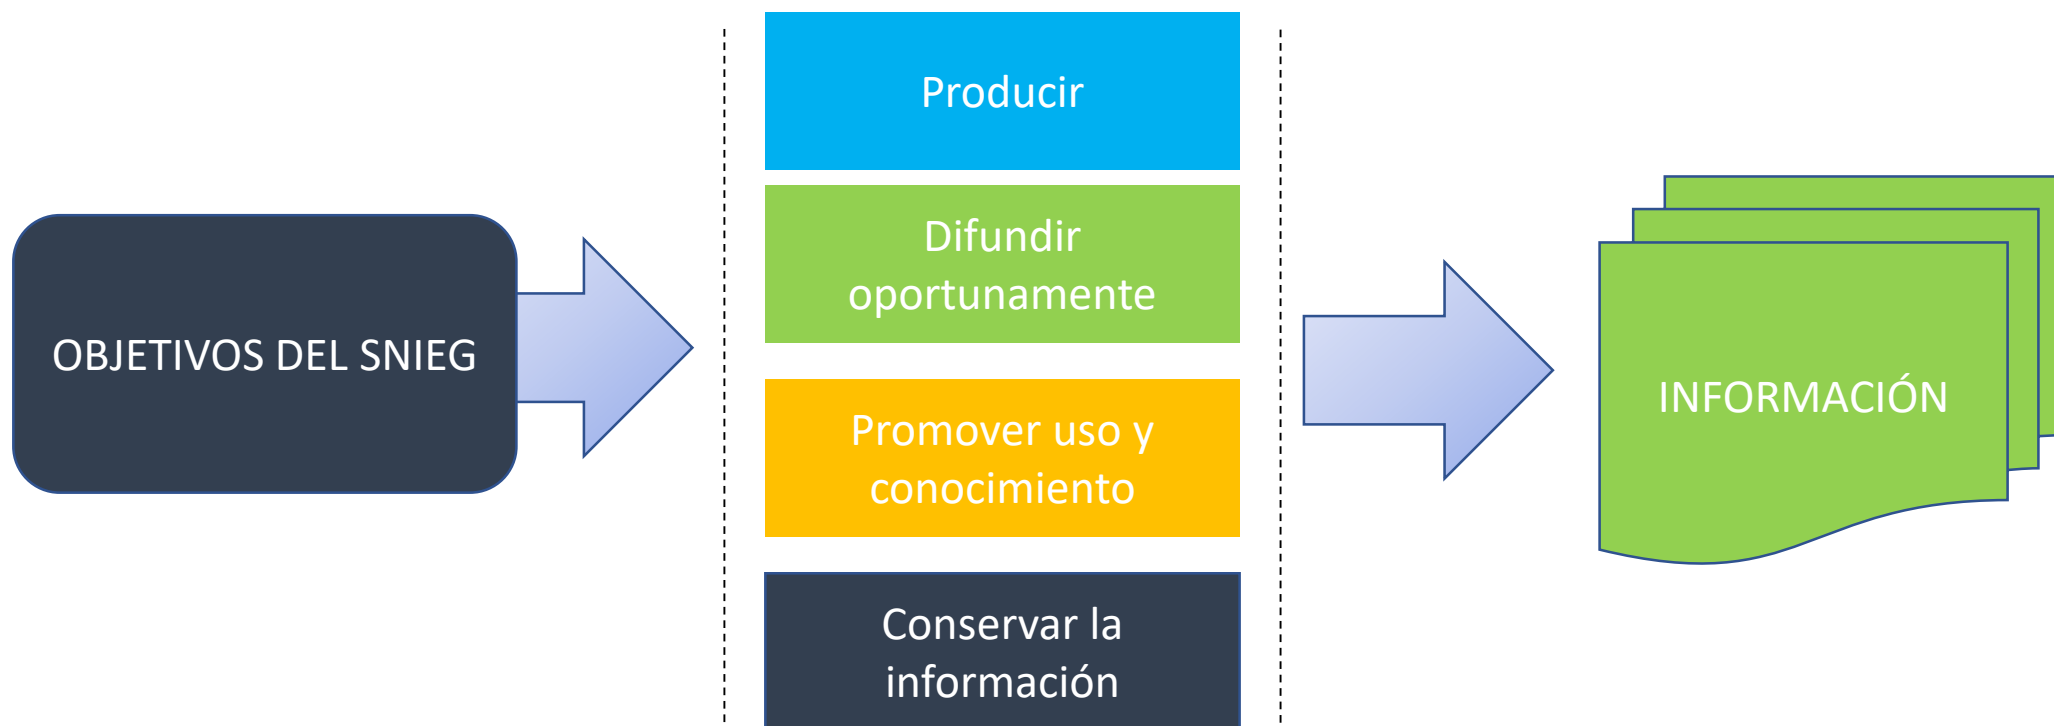 OBJETIVOS DEL SNIEG
Producir
Difundir
oportunamente
Promover uso y
conocimiento
Conservar la
información
INFORMACIÓN